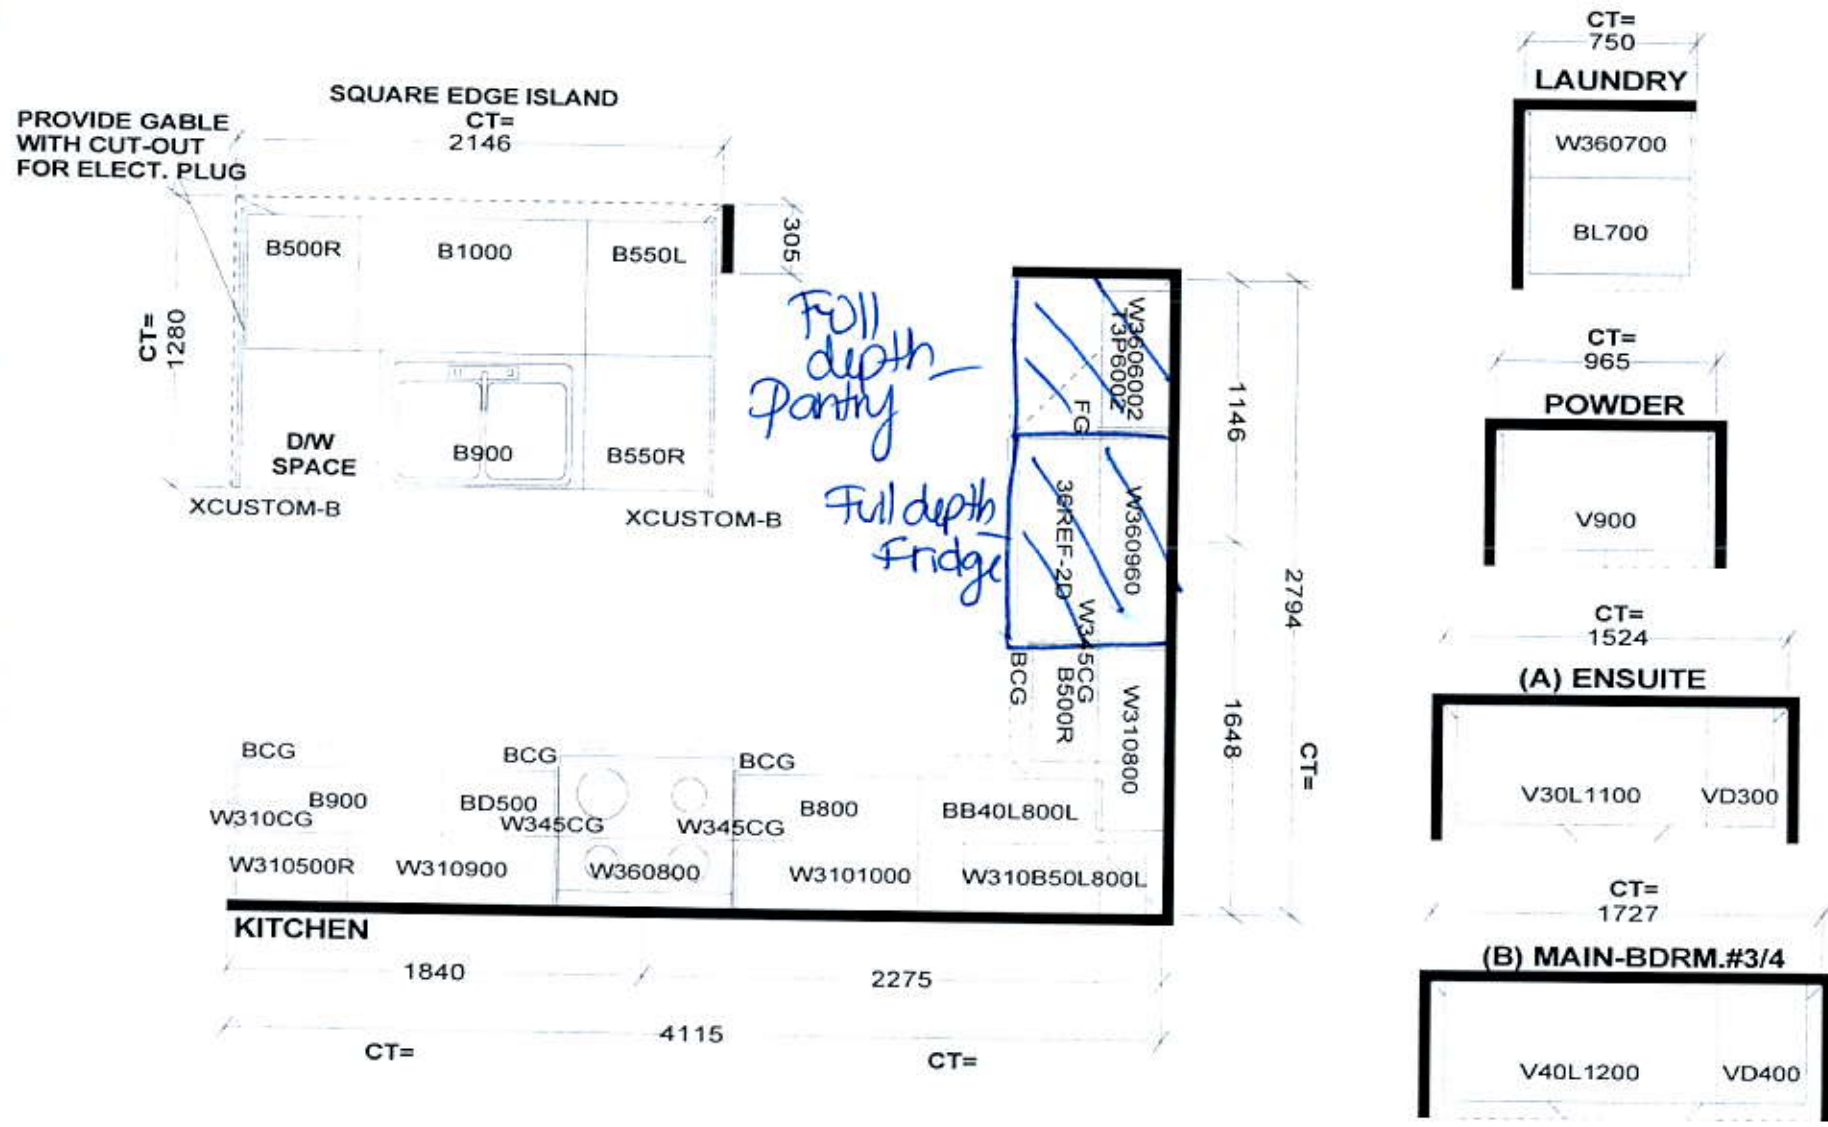 SQUARE EDGE ISLAND
CT=
2146
PROVIDE GABLE
WITH CUT-OUT
FOR ELECT. PLUG
305
B500R
B1000
B550L
CT=
1280
D/W
SPACE
B900
B550R
XCUSTOM-B
XCUSTOM-B
Full
depth
Pantry
W3606002
T3P6002
FG
1146
Full depth
Fridge
36REF-2D
W360960
2794
W345CG
BCG
B500R
W310800
1648
CT=
BCG
BCG
BCG
B900
BD500
B800
BB40L800L
W310CG
W345CG
W345CG
W310500R
W310900
W360800
W3101000
W310B50L800L
KITCHEN
1840
2275
4115
CT=
CT=
CT=
750
LAUNDRY
W360700
BL700
CT=
965
POWDER
V900
CT=
1524
(A) ENSUITE
V30L1100
VD300
CT=
1727
(B) MAIN-BDRM.#3/4
V40L1200
VD400